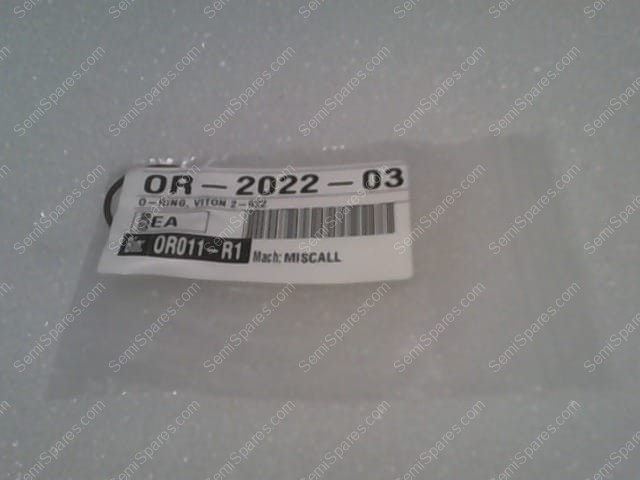 OR-2022-03
O-RING, VITON 2-022
EA
OR011-R1
Mach: MISCALL
SemiSpares.com